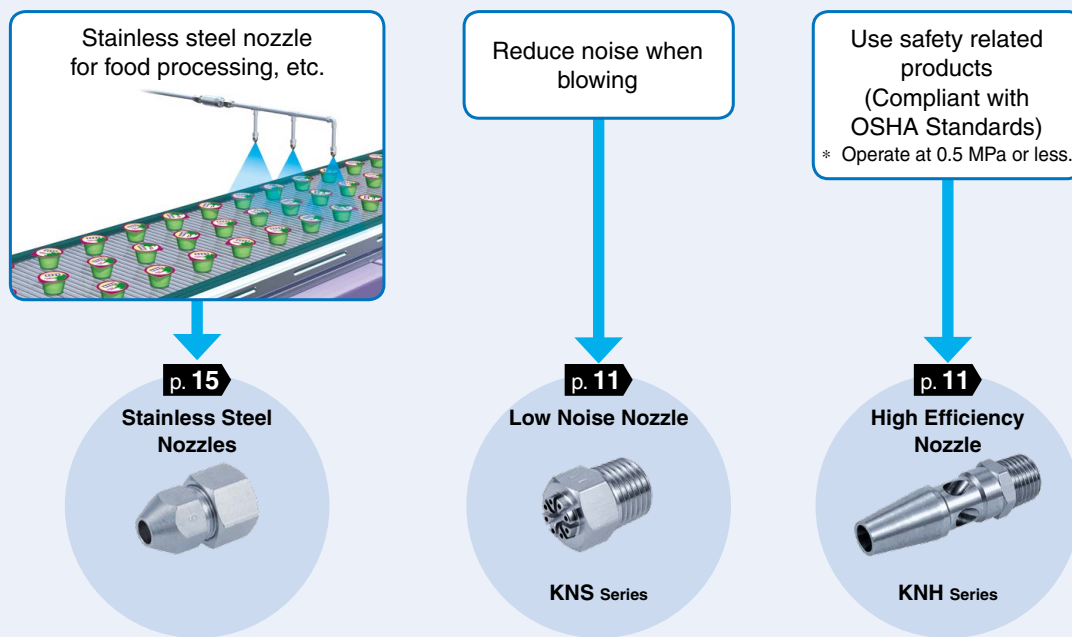 Stainless steel nozzle
for food processing, etc.
p. 15
Stainless Steel
Nozzles
Reduce noise when
blowing
p. 11
Low Noise Nozzle
KNS Series
Use safety related
products
(Compliant with
OSHA Standards)
* Operate at 0.5 MPa or less.
p. 11
High Efficiency
Nozzle
KNH Series